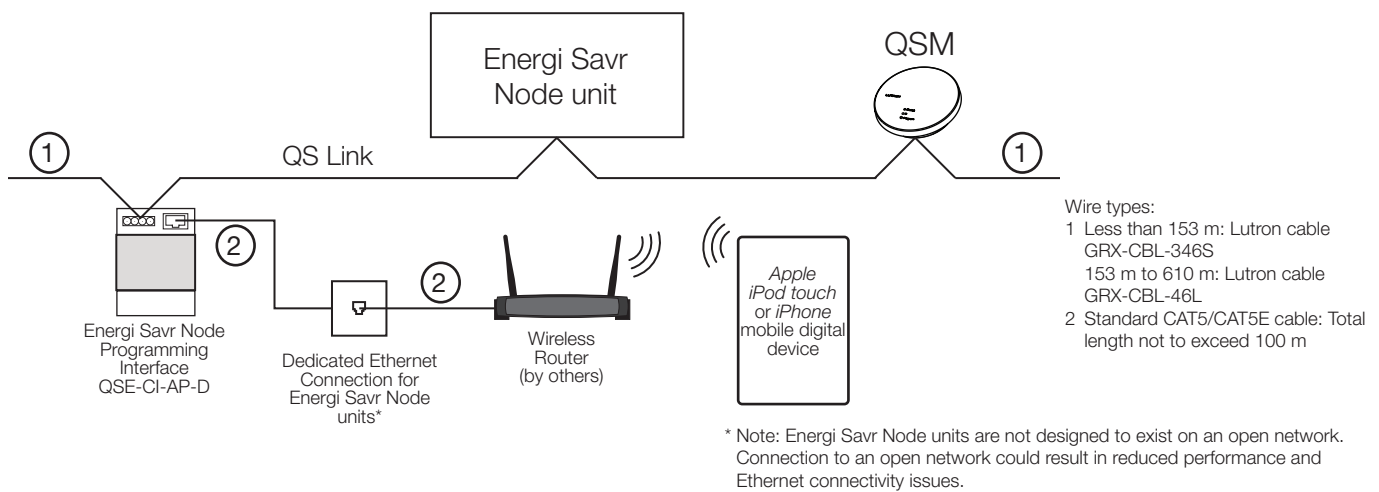 Energi Savr
Node unit
QSM
1
QS Link
1
2
2
Energi Savr Node
Programming
Interface
QSE-CI-AP-D
Dedicated Ethernet
Connection for
Energi Savr Node
units*
Wireless
Router
(by others)
Apple
iPod touch
or iPhone
mobile digital
device
Wire types:
1 Less than 153 m: Lutron cable
GRX-CBL-346S
153 m to 610 m: Lutron cable
GRX-CBL-46L
2 Standard CAT5/CAT5E cable: Total
length not to exceed 100 m
* Note: Energi Savr Node units are not designed to exist on an open network.
Connection to an open network could result in reduced performance and
Ethernet connectivity issues.